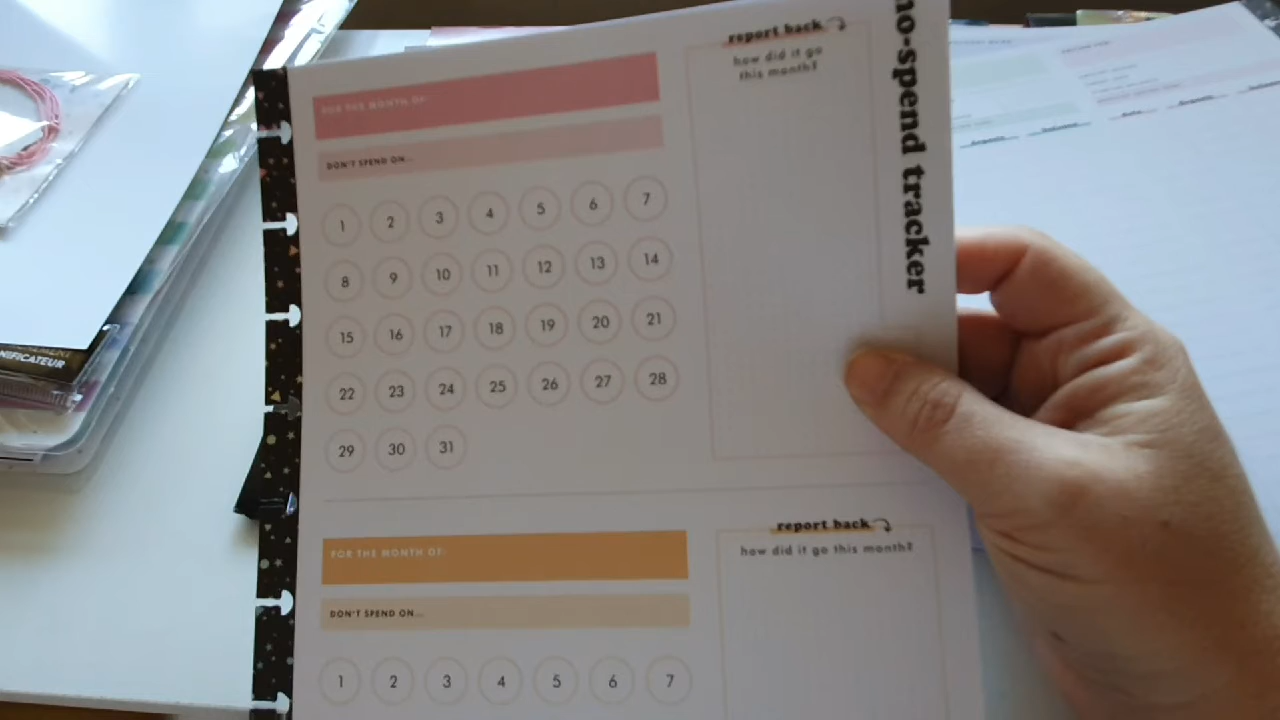 no-spend tracker
FOR THE MONTH OF:
DON'T SPEND ON...
1 2 3 4 5 6 7
8 9 10 11 12 13 14
15 16 17 18 19 20 21
22 23 24 25 26 27 28
29 30 31
report back
how did it go
this month?
FOR THE MONTH OF:
DON'T SPEND ON...
1 2 3 4 5 6 7
report back
how did it go this month?
NIFICATEUR